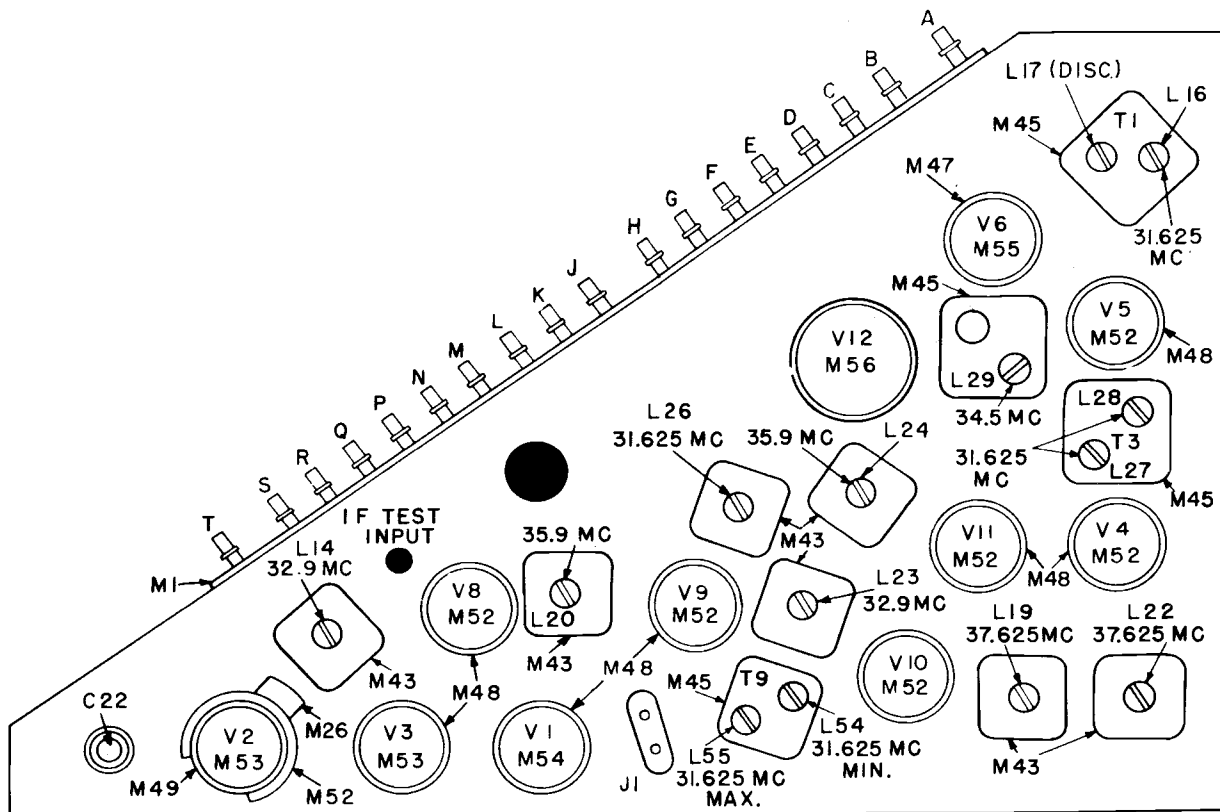 A
B
C
D
E
F
G
H
J
K
L
M
N
P
Q
R
S
T
M1
L17 (DISC.)
L16
T1
M45
31.625
MC
M47
V6
M55
M45
L29
34.5 MC
V5
M52
M48
V12
M56
L28
T3
L27
31.625
MC
M45
L26
31.625 MC
35.9 MC
L24
M43
IF TEST
INPUT
L14
32.9 MC
M43
35.9 MC
L20
M43
V8
M52
M48
V9
M52
M48
L23
32.9 MC
V11
M52
M48
V4
M52
V10
M52
L19
37.625 MC
L22
37.625 MC
M43
C22
V2
M53
M26
M49
M52
V3
M53
V1
M54
J1
M45
T9
L55
31.625 MC
MAX.
L54
31.625 MC
MIN.